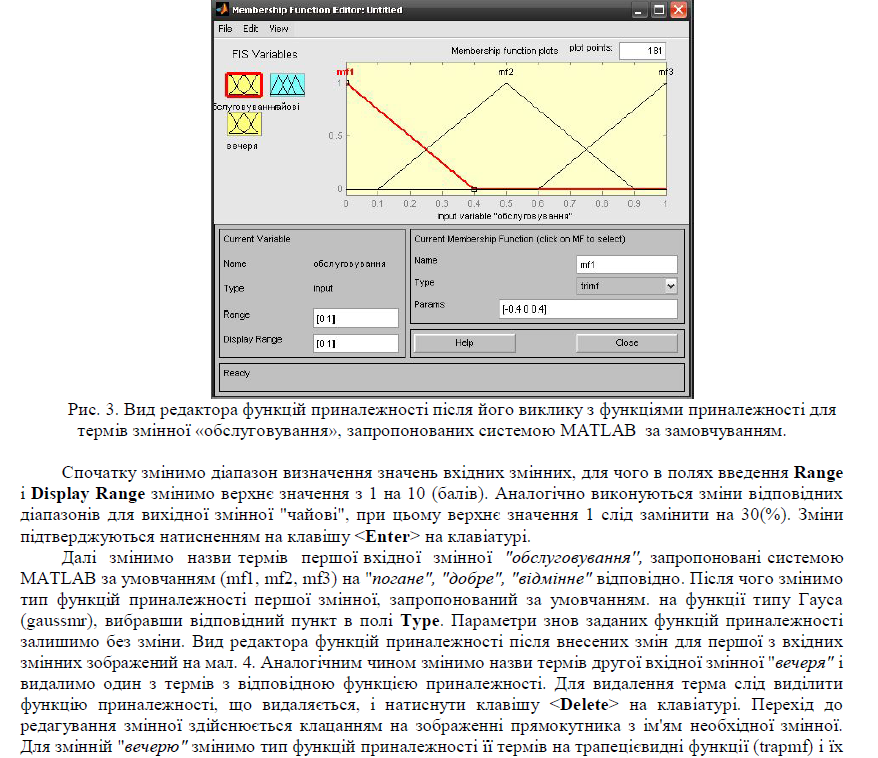 Membership Function Editor: Untitled
File Edit View
FIS Variables
Membership function plots plot points: 181
mf1 mf2 mf3
1
0.5
0
0 0.1 0.2 0.3 0.4 0.5 0.6 0.7 0.8 0.9 1
input variable "обслуговування"
вечеря
Current Variable
Name обслуговування
Type input
Range [0 1]
Display Range [0 1]
Current Membership Function (click on MF to select)
Name mf1
Type trimf
Params [-0.4 0 0.4]
Help Close
Ready
Рис. 3. Вид редактора функцій приналежності після його виклику з функціями приналежності для
термів змінної «обслуговування», запропонованих системою MATLAB за замовчуванням.
Спочатку змінимо діапазон визначення значень вхідних змінних, для чого в полях введення Range
і Display Range змінимо верхнє значення з 1 на 10 (балів). Аналогічно виконуються зміни відповідних
діапазонів для вихідної змінної "чайові", при цьому верхнє значення 1 слід замінити на 30(%). Зміни
підтверджуються натисненням на клавішу <Enter> на клавіатурі.
Далі змінимо назви термів першої вхідної змінної "обслуговування", запропоновані системою
MATLAB за умовчанням (mf1, mf2, mf3) на "погане", "добре", "відмінне" відповідно. Після чого змінимо
тип функцій приналежності першої змінної, запропонований за умовчанням. на функції типу Гауса
(gaussmr), вибравши відповідний пункт в полі Type. Параметри знов заданих функцій приналежності
залишимо без зміни. Вид редактора функцій приналежності після внесених змін для першої з вхідних
змінних зображений на мал. 4. Аналогічним чином змінимо назви термів другої вхідної змінної "вечеря" і
видалимо один з термів з відповідною функцією приналежності. Для видалення терма слід виділити
функцію приналежності, що видаляється, і натиснути клавішу <Delete> на клавіатурі. Перехід до
редагування змінної здійснюється клацанням на зображенні прямокутника з ім'ям необхідної змінної.
Для змінній "вечерю" змінимо тип функцій приналежності її термів на трапецієвидні функції (trapmf) і їх